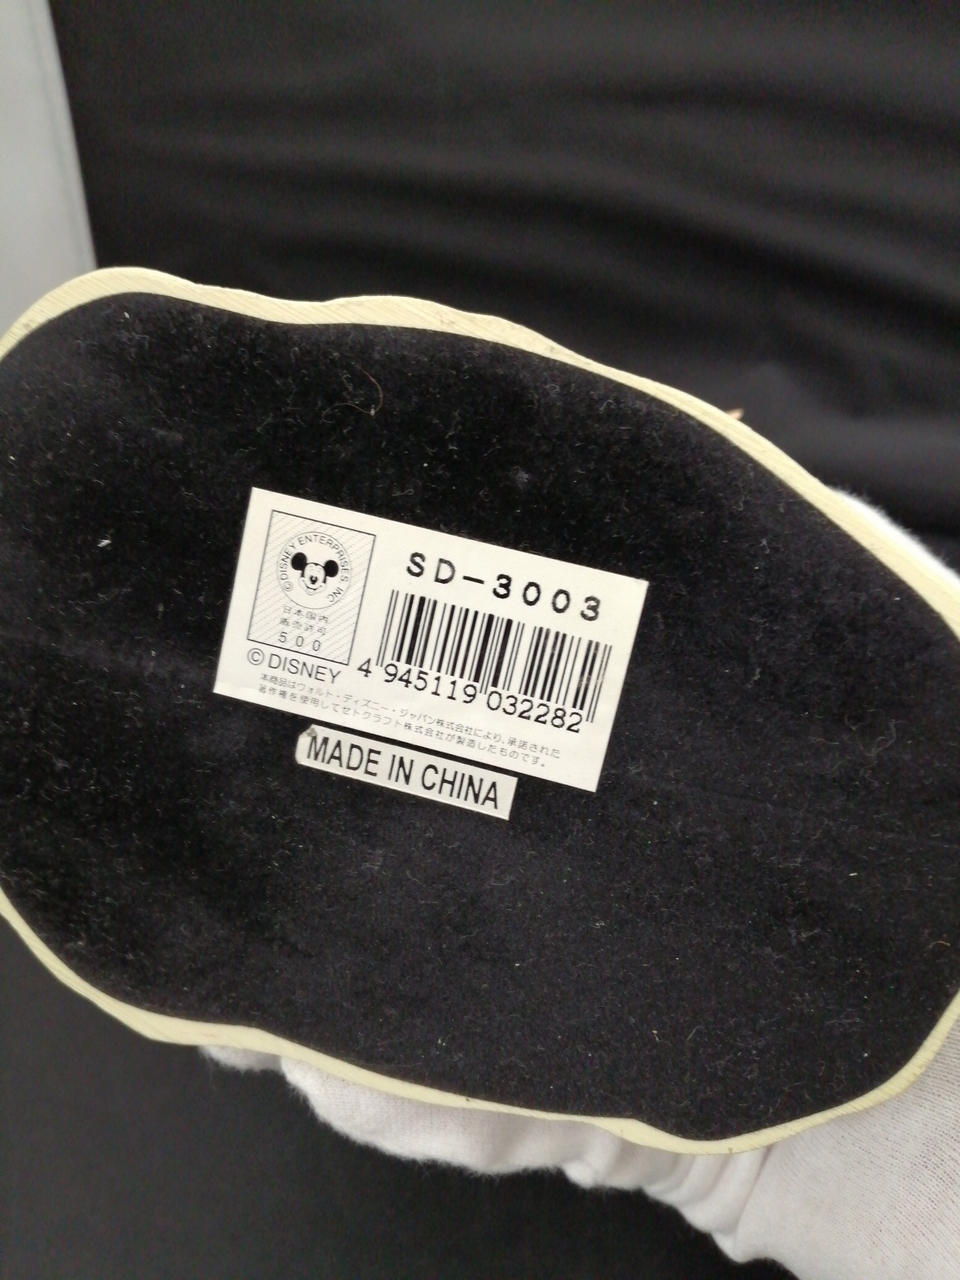 SD-3003
©DISNEY ENTERPRISES, INC
日本国内
販売許可
500
©DISNEY
4 945119 032282
本商品はウォルト・ディズニー・ジャパン株式会社により、承諾された
著作権を使用してセトクラフト株式会社が製造したものです。
MADE IN CHINA